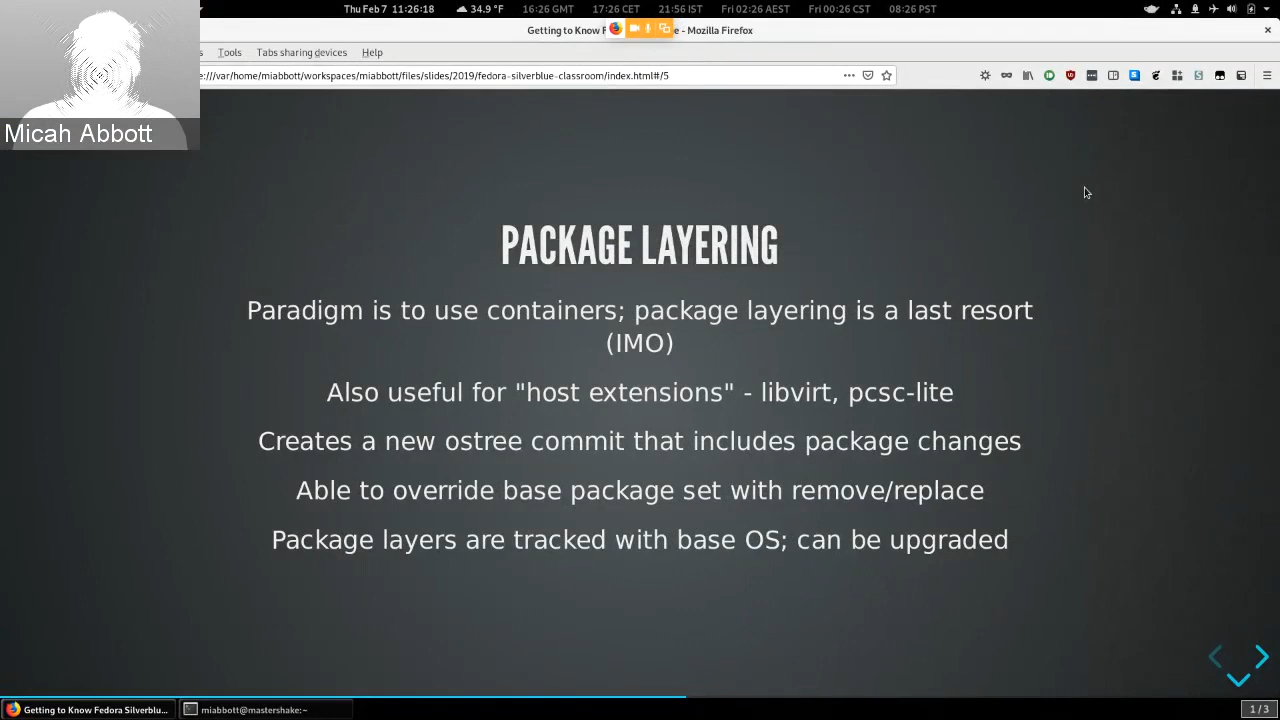 Thu Feb 7 11:26:18
34.9 °F
16:26 GMT
17:26 CET
21:56 IST
Fri 02:26 AEST
Fri 00:26 CST
08:26 PST
Getting to Know F
e - Mozilla Firefox
s Tools Tabs sharing devices Help
e:///var/home/miabbott/workspaces/miabbott/files/slides/2019/fedora-silverblue-classroom/index.html#/5
Micah Abbott
PACKAGE LAYERING
Paradigm is to use containers; package layering is a last resort
(IMO)
Also useful for "host extensions" - libvirt, pcsc-lite
Creates a new ostree commit that includes package changes
Able to override base package set with remove/replace
Package layers are tracked with base OS; can be upgraded
Getting to Know Fedora Silverblu...
miabbott@mastershake:~
1 / 3